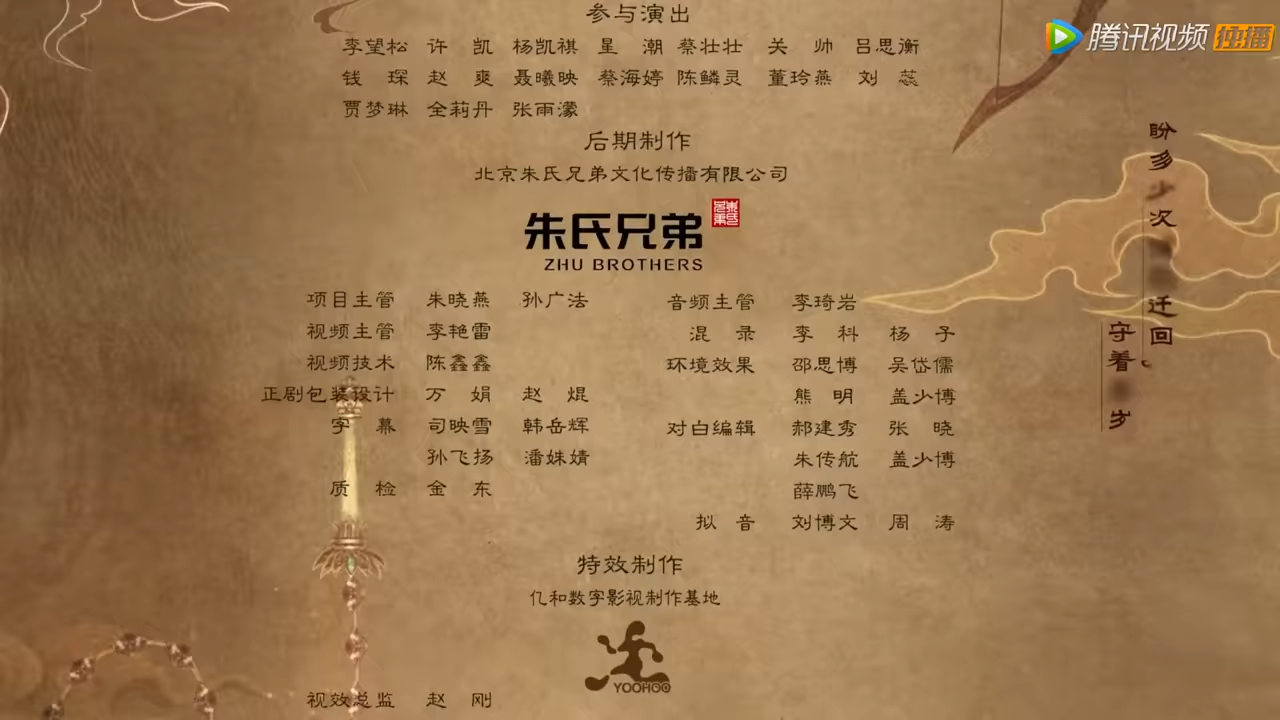 参与演出
李望松 许凯 杨凯祺 星潮 蔡壮壮 关帅 吕思衡
钱琛 赵爽 聂曦映 蔡海婷 陈鳞灵 董玲燕 刘蕊
贾梦琳 全莉丹 张雨濛
后期制作
北京朱氏兄弟文化传播有限公司
朱氏兄弟
ZHU BROTHERS
项目主管 朱晓燕 孙广法
视频主管 李艳雷
视频技术 陈鑫鑫
正剧包装设计 万娟 赵焜
字幕 司映雪 韩岳辉
孙飞扬 潘姝婧
质检 金东
音频主管 李琦岩
混录 李科 杨子
环境效果 邵思博 吴岱儒
熊明 盖少博
对白编辑 郝建秀 张晓
朱传航 盖少博
薛鹏飞
拟音 刘博文 周涛
特效制作
亿和数字影视制作基地
YOOHOO
视效总监 赵刚
腾讯视频 独播
盼多少次
迂回
守着
岁